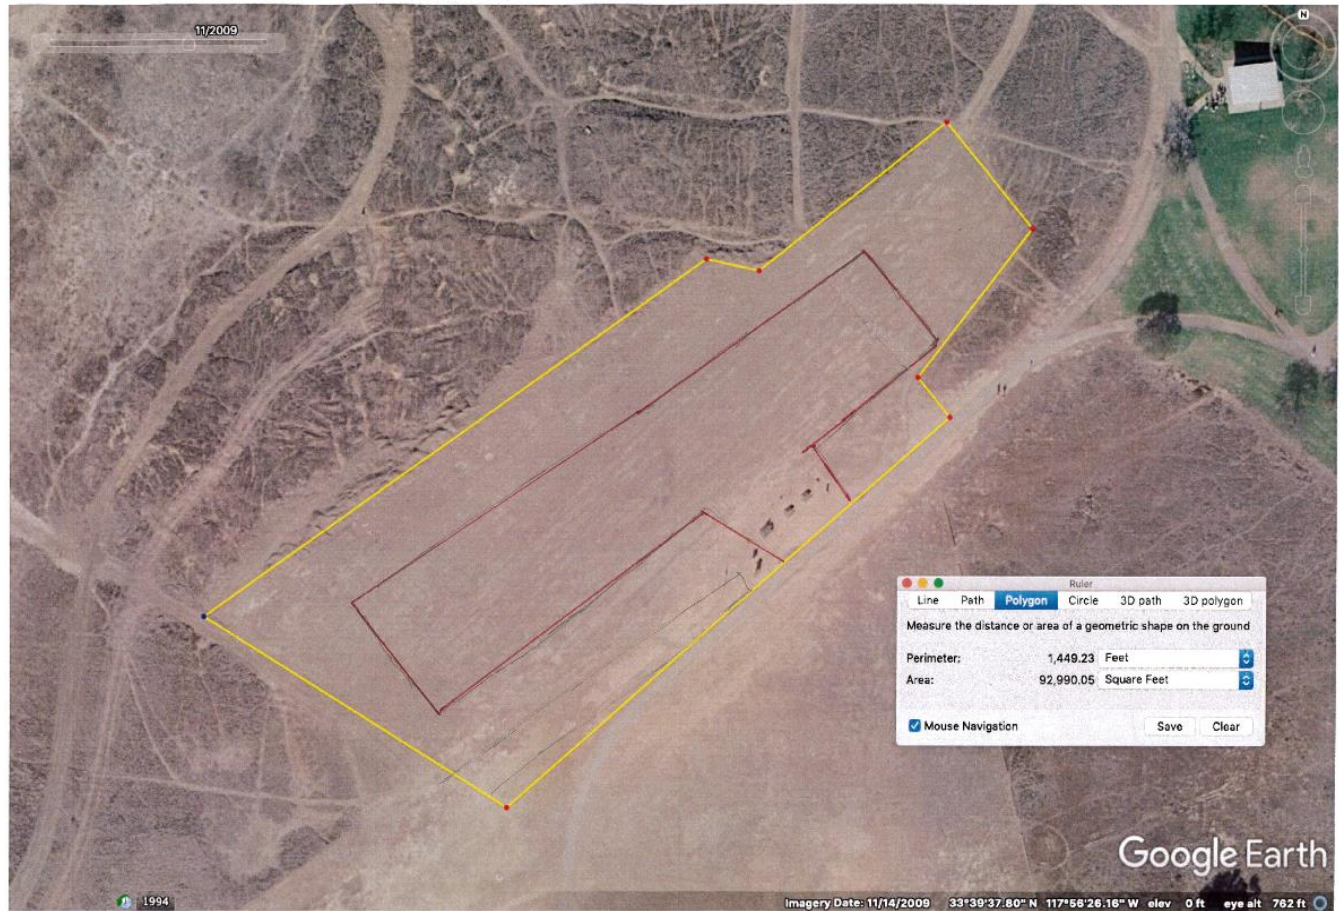 11/2009
N
Ruler
Line Path Polygon Circle 3D path 3D polygon
Measure the distance or area of a geometric shape on the ground
Perimeter: 1,449.23 Feet
Area: 92,990.05 Square Feet
Mouse Navigation Save Clear
Google Earth
1994
Imagery Date: 11/14/2009 33°39'37.80" N 117°56'26.16" W elev 0 ft eye alt 762 ft